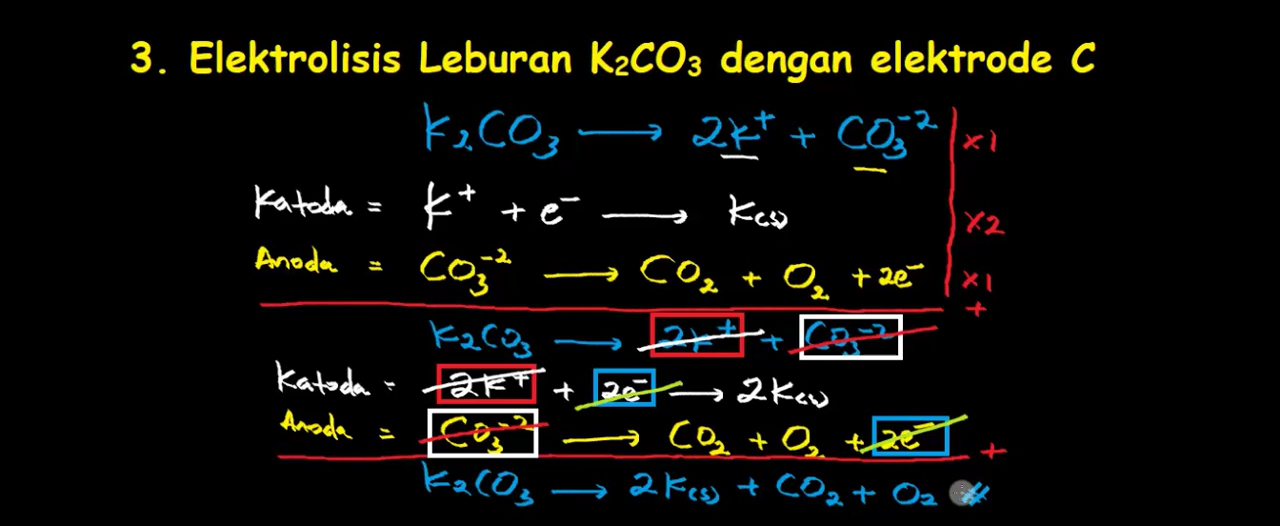 3. Elektrolisis Leburan K₂CO₃ dengan elektrode C
K₂CO₃ → 2K⁺ + CO₃⁻² ×1
Katoda = K⁺ + e⁻ → K(s) ×2
Anoda = CO₃⁻² → CO₂ + O₂ + 2e⁻ ×1
+
K₂CO₃ → 2K⁺ + CO₃⁻²
Katoda = 2K⁺ + 2e⁻ → 2K(s)
Anoda = CO₃⁻² → CO₂ + O₂ + 2e⁻
+
K₂CO₃ → 2K(s) + CO₂ + O₂ #